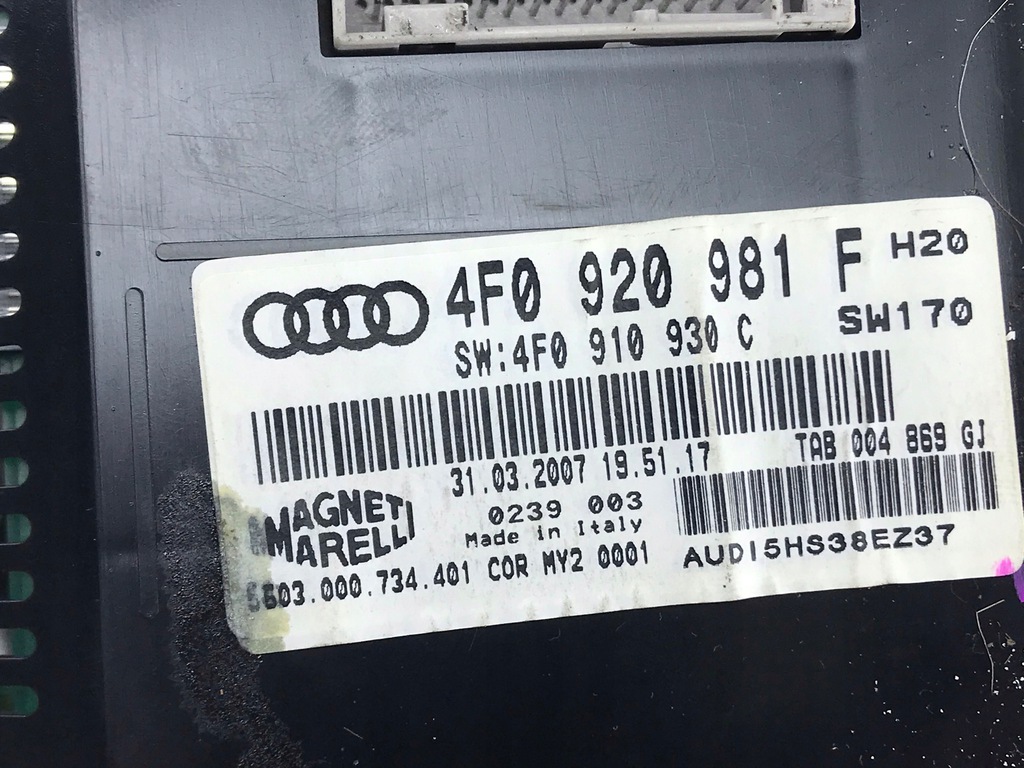 4F0 920 981 F H20
SW:4F0 910 930 C SW170
TAB 004 869 GJ
31.03.2007 19.51.17
MAGNETI MARELLI
0239 003
Made in Italy
AUDI5HS38EZ37
6603.000.734.401 COR MY2 0001